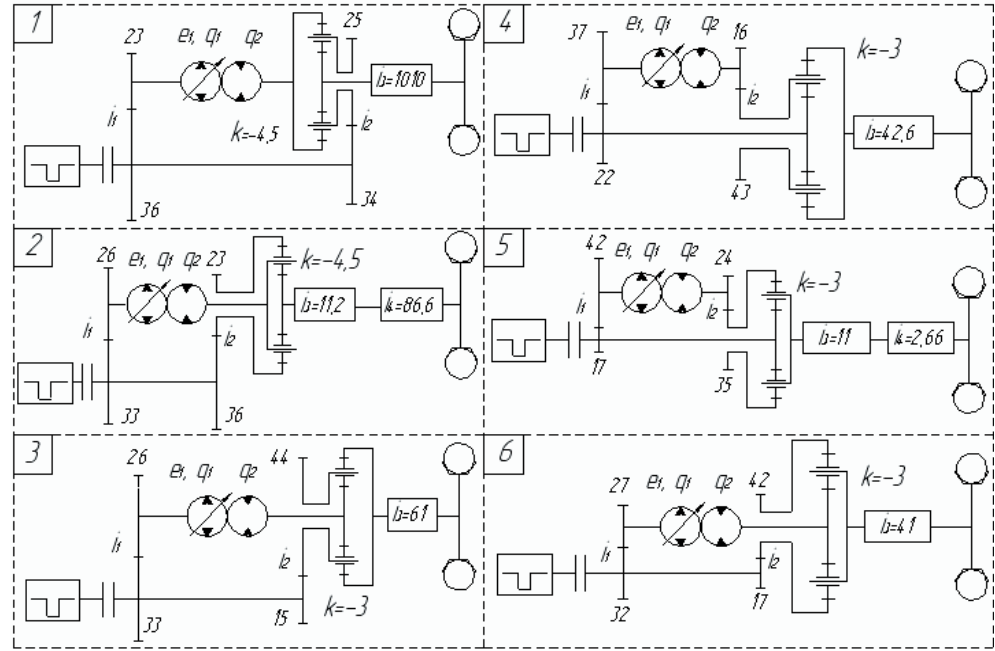 1
23
e₁, q₁ q₂
25
i₃=1010
i₁
k=-4,5
i₂
36
34
2
26
e₁, q₁ q₂
23
k=-4,5
i₃=11,2
iₖ=86,6
i₁
i₂
33
36
3
26
e₁, q₁ q₂
44
i₃=61
i₁
i₂
k=-3
33
15
4
37
e₁, q₁ q₂
16
k=-3
i₁
i₂
i₃=42,6
22
43
5
42
e₁, q₁ q₂
24
k=-3
i₁
i₂
i₃=11
iₖ=2,66
17
35
6
27
e₁, q₁ q₂
42
k=-3
i₃=41
i₁
i₂
32
17